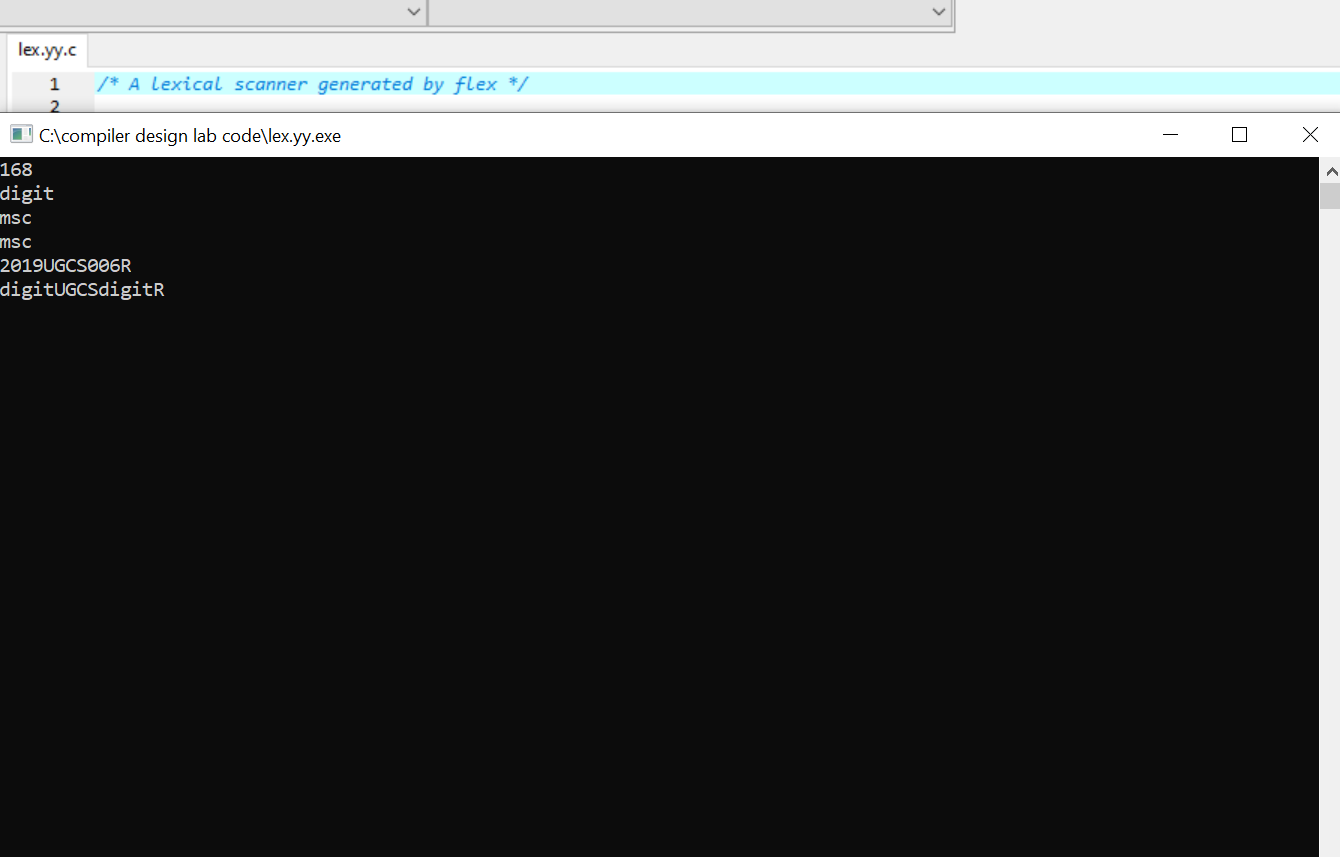 lex.yy.c
1 /* A lexical scanner generated by flex */
2
C:\compiler design lab code\lex.yy.exe
168
digit
msc
msc
2019UGCS006R
digitUGCSdigitR